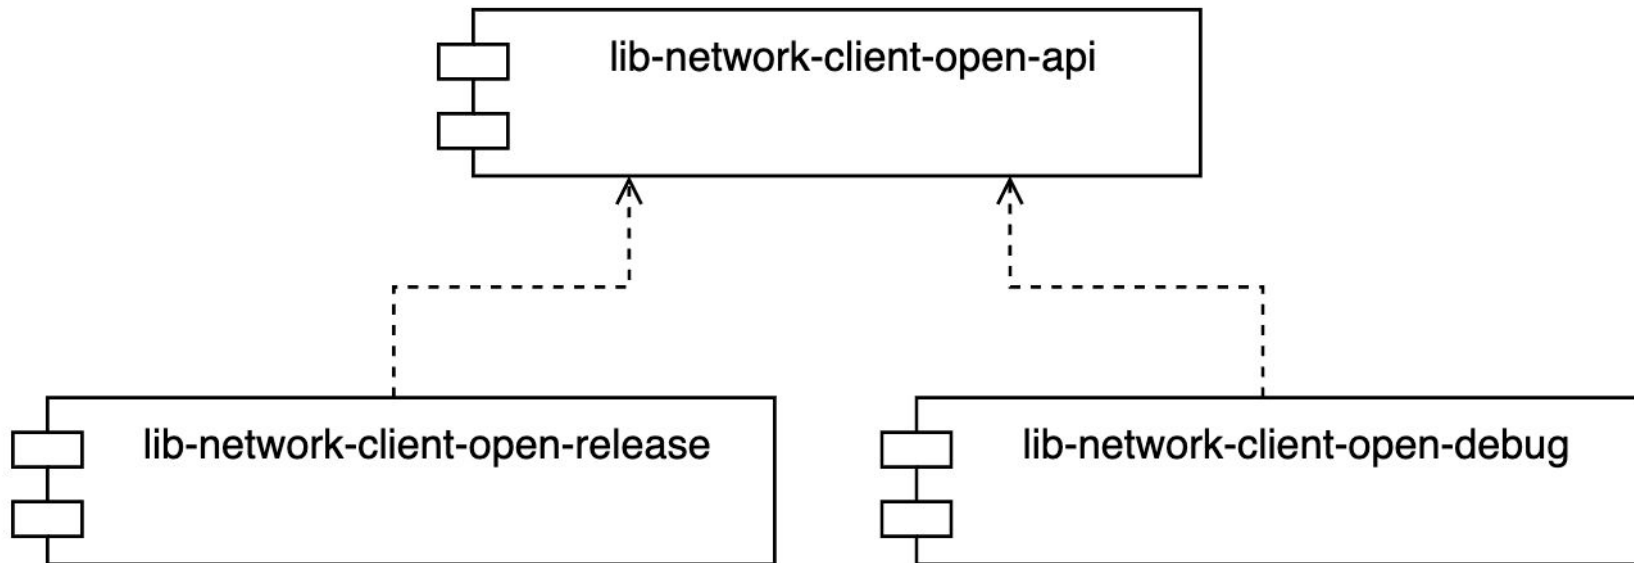 lib-network-client-open-api
lib-network-client-open-release
lib-network-client-open-debug